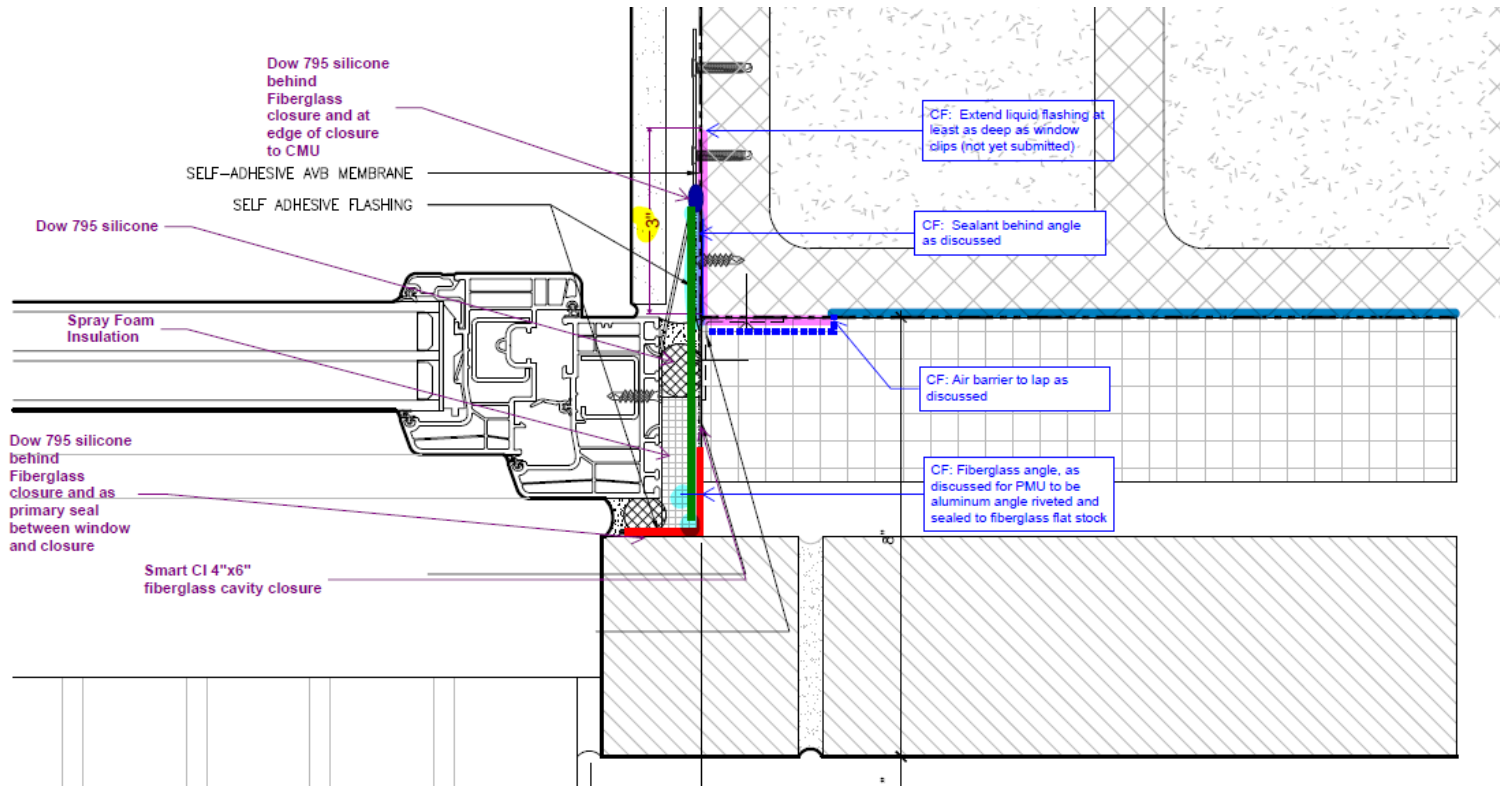 Dow 795 silicone
behind
Fiberglass
closure and at
edge of closure
to CMU
SELF-ADHESIVE AVB MEMBRANE
SELF ADHESIVE FLASHING
Dow 795 silicone
Spray Foam
Insulation
Dow 795 silicone
behind
Fiberglass
closure and as
primary seal
between window
and closure
Smart CI 4"x6"
fiberglass cavity closure
3"
CF: Extend liquid flashing at
least as deep as window
clips (not yet submitted)
CF: Sealant behind angle
as discussed
CF: Air barrier to lap as
discussed
CF: Fiberglass angle, as
discussed for PMU to be
aluminum angle riveted and
sealed to fiberglass flat stock
8"